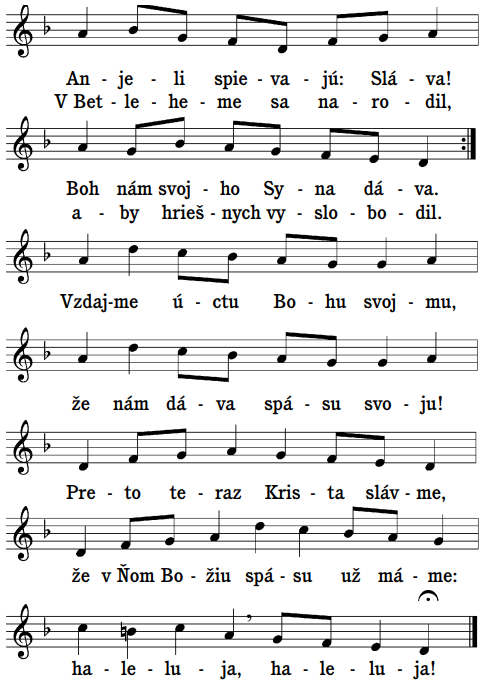 An - je - li spie - va - jú: Slá - va!
V Bet - le - he - me sa na - ro - dil,
Boh nám svoj - ho Sy - na dá - va.
a - by hrieš - nych vy - slo - bo - dil.
Vzdaj-me ú - ctu Bo - hu svoj - mu,
že nám dá - va spá - su svo - ju!
Pre - to te - raz Kris - ta sláv - me,
že v Ňom Bo - žiu spá - su už má - me:
ha - le - lu - ja, ha - le - lu - ja!